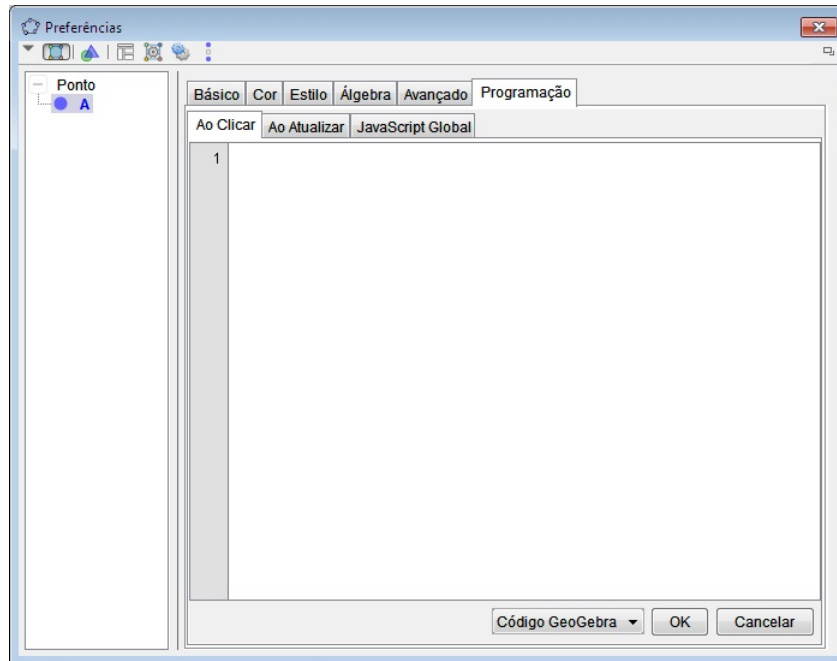 Preferências
Ponto
A
Básico Cor Estilo Álgebra Avançado Programação
Ao Clicar Ao Atualizar JavaScript Global
1
Código GeoGebra OK Cancelar